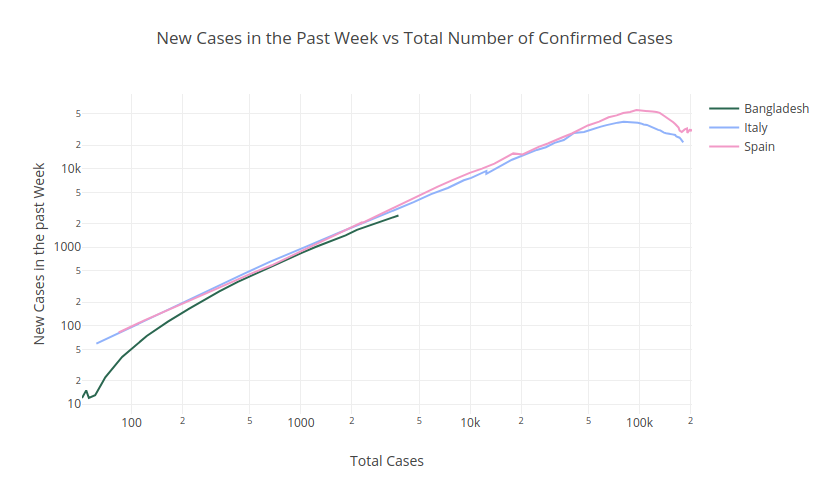 New Cases in the Past Week vs Total Number of Confirmed Cases
Bangladesh
Italy
Spain
New Cases in the past Week
5
2
10k
5
2
1000
5
2
100
5
2
10
100 2 5 1000 2 5 10k 2 5 100k 2
Total Cases